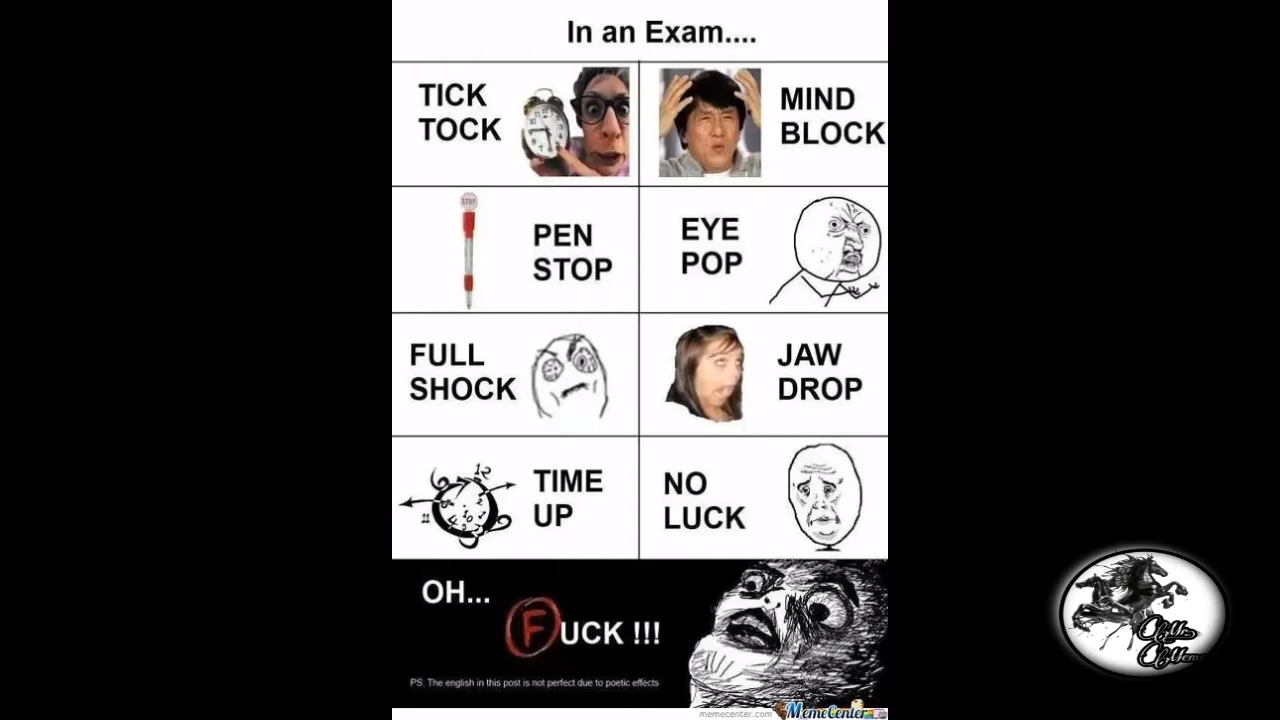 In an Exam....
TICK
TOCK
MIND
BLOCK
STOP
PEN
STOP
EYE
POP
FULL
SHOCK
JAW
DROP
TIME
UP
NO
LUCK
OH...
FUCK !!!
PS. The english in this post is not perfect due to poetic effects
memecenter.com MemeCenter